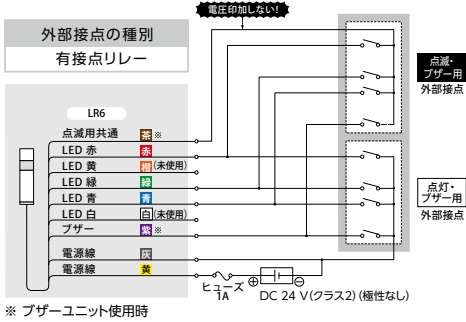 電圧印加しない!
外部接点の種別
有接点リレー
点滅・
ブザー用
外部接点
LR6
点滅用共通 茶 ※
LED 赤 赤
LED 黄 橙 (未使用)
LED 緑 緑
LED 青 青
LED 白 白 (未使用)
ブザー 紫 ※
電源線 灰
電源線 黄
点灯・
ブザー用
外部接点
ヒューズ
1A
⊕ ⊖
DC 24 V(クラス2)(極性なし)
※ ブザーユニット使用時